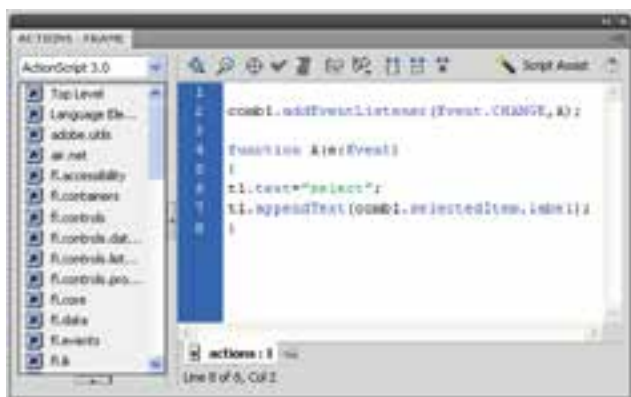 ACTIONS - FRAME
ActionScript 3.0
Script Assist
Top Level
Language Ele...
adobe.utils
air.net
fl.accessibility
fl.containers
fl.controls
fl.controls.dat...
fl.controls.list...
fl.controls.pro...
fl.core
fl.data
fl.events
fl.ik
1
2 comb1.addEventListener(Event.CHANGE,A);
3
4 function A(e:Event)
5 {
6 t1.text="select";
7 t1.appendText(comb1.selectedItem.label);
8 }
actions : 1
Line 8 of 8, Col 2